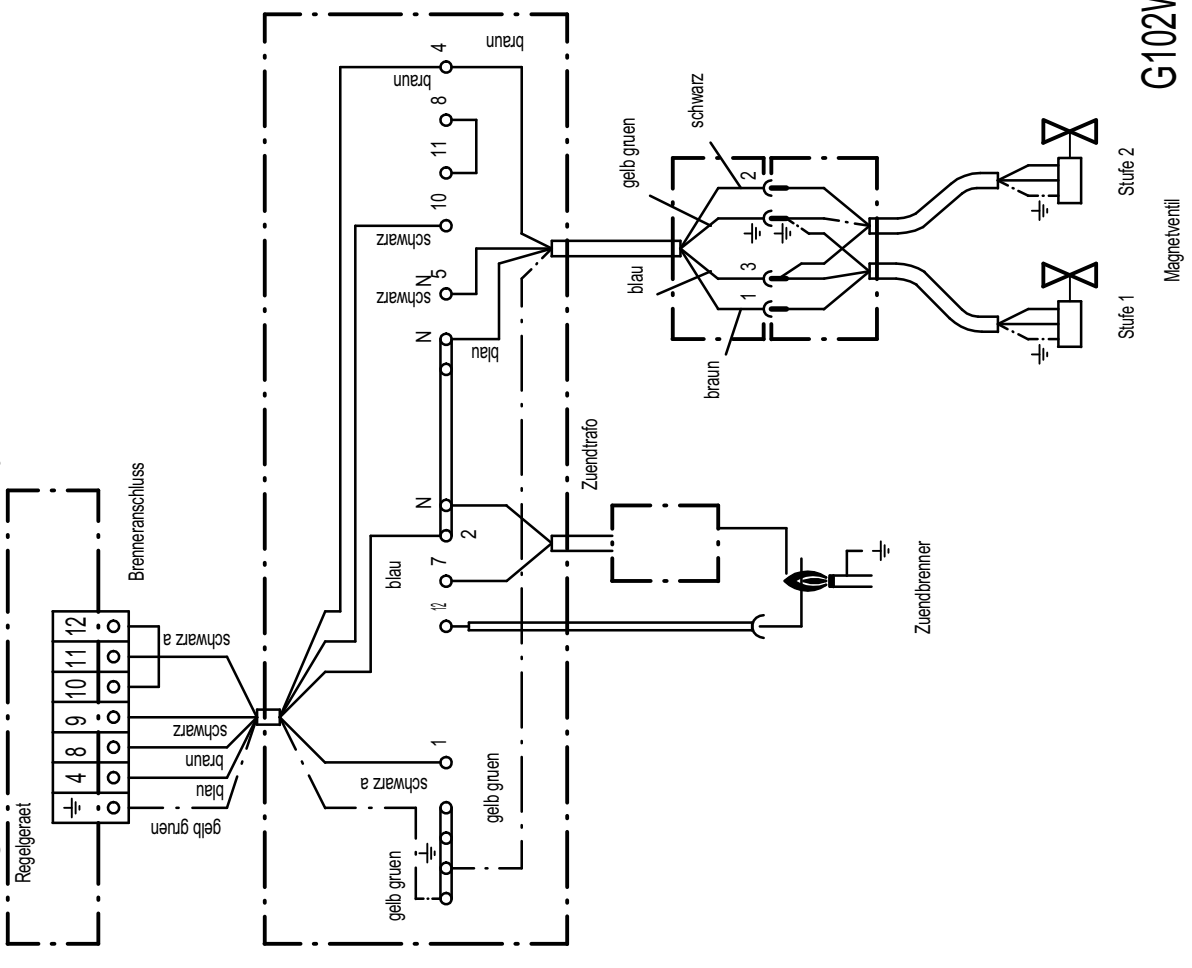 Regelgeraet
4 8 9 10 11 12
Brenneranschluss
gelb gruen
blau
braun
schwarz
schwarz a
gelb gruen
schwarz a
1
gelb gruen
12
7
2
N
blau
N
blau
N
5
schwarz
10
schwarz
11
8
4
braun
braun
Zuendtrafo
Zuendbrenner
braun
blau
gelb gruen
schwarz
1
3
2
Stufe 1
Stufe 2
Magnetventil